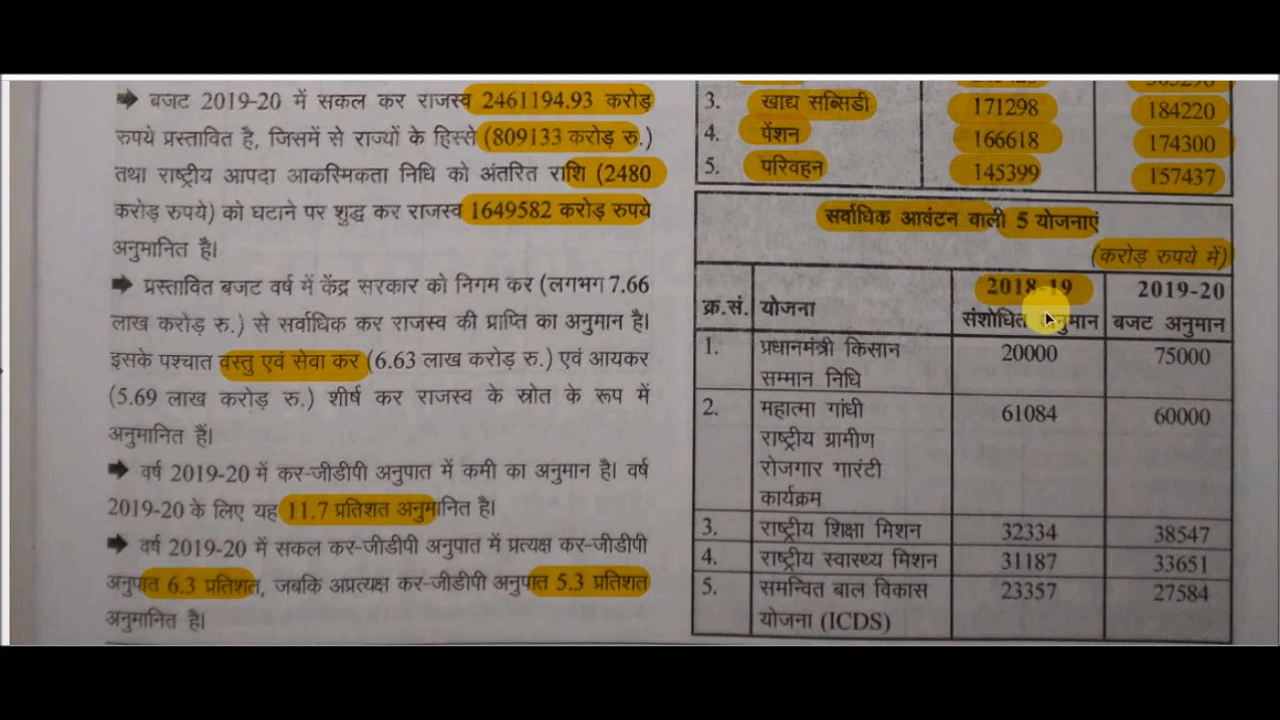 ➡ बजट 2019-20 में सकल कर राजस्व 2461194.93 करोड़
रुपये प्रस्तावित है, जिसमें से राज्यों के हिस्से (809133 करोड़ रु.)
तथा राष्ट्रीय आपदा आकस्मिकता निधि को अंतरित राशि (2480
करोड़ रुपये) को घटाने पर शुद्ध कर राजस्व 1649582 करोड़ रुपये
अनुमानित है।
➡ प्रस्तावित बजट वर्ष में केंद्र सरकार को निगम कर (लगभग 7.66
लाख करोड़ रु.) से सर्वाधिक कर राजस्व की प्राप्ति का अनुमान है।
इसके पश्चात वस्तु एवं सेवा कर (6.63 लाख करोड़ रु.) एवं आयकर
(5.69 लाख करोड़ रु.) शीर्ष कर राजस्व के स्रोत के रूप में
अनुमानित हैं।
➡ वर्ष 2019-20 में कर-जीडीपी अनुपात में कमी का अनुमान है। वर्ष
2019-20 के लिए यह 11.7 प्रतिशत अनुमानित है।
➡ वर्ष 2019-20 में सकल कर-जीडीपी अनुपात में प्रत्यक्ष कर-जीडीपी
अनुपात 6.3 प्रतिशत, जबकि अप्रत्यक्ष कर-जीडीपी अनुपात 5.3 प्रतिशत
अनुमानित है।
3. खाद्य सब्सिडी 171298 184220
4. पेंशन 166618 174300
5. परिवहन 145399 157437
सर्वाधिक आवंटन वाली 5 योजनाएं
(करोड़ रुपये में)
2018-19 2019-20
क्र.सं. योजना संशोधित अनुमान बजट अनुमान
1. प्रधानमंत्री किसान 20000 75000
सम्मान निधि
2. महात्मा गांधी 61084 60000
राष्ट्रीय ग्रामीण
रोजगार गारंटी
कार्यक्रम
3. राष्ट्रीय शिक्षा मिशन 32334 38547
4. राष्ट्रीय स्वास्थ्य मिशन 31187 33651
5. समन्वित बाल विकास 23357 27584
योजना (ICDS)